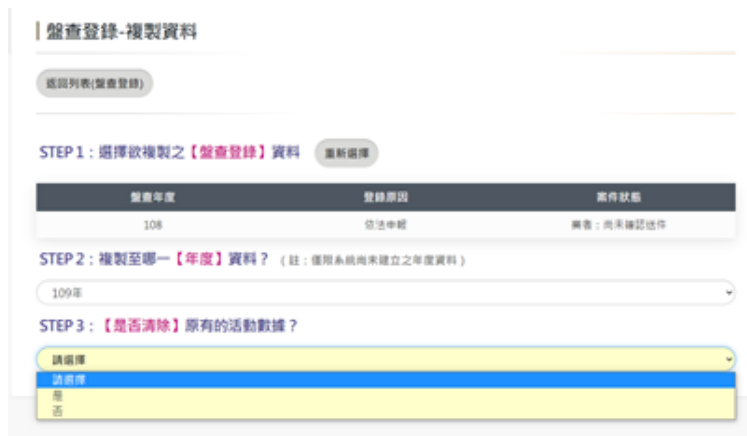 盤查登錄-複製資料
返回列表(盤查登錄)
STEP 1：選擇欲複製之【盤查登錄】資料 重新選擇
盤查年度 登錄原因 案件狀態
108 依法申報 業者：尚未確認送件
STEP 2：複製至哪一【年度】資料？ (註：僅限系統尚未建立之年度資料)
109年
STEP 3：【是否清除】原有的活動數據？
請選擇
請選擇
是
否